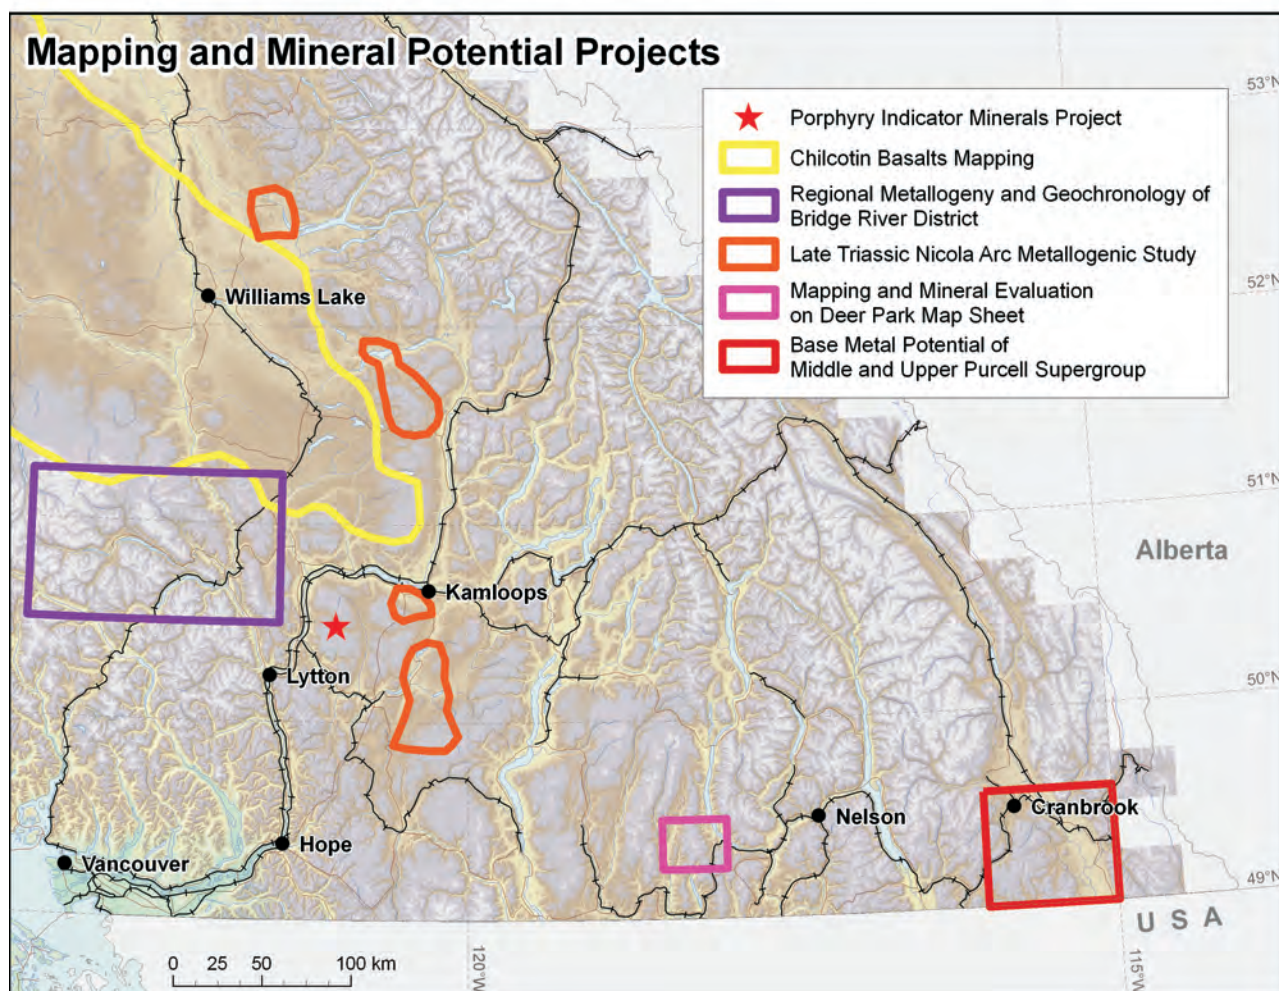 Mapping and Mineral Potential Projects
Porphyry Indicator Minerals Project
Chilcotin Basalts Mapping
Regional Metallogeny and Geochronology of
Bridge River District
Late Triassic Nicola Arc Metallogenic Study
Mapping and Mineral Evaluation
on Deer Park Map Sheet
Base Metal Potential of
Middle and Upper Purcell Supergroup
53°N
52°N
51°N
50°N
49°N
Williams Lake
Alberta
Kamloops
Lytton
Cranbrook
Nelson
Hope
Vancouver
U S A
120°W
115°W
0 25 50 100 km